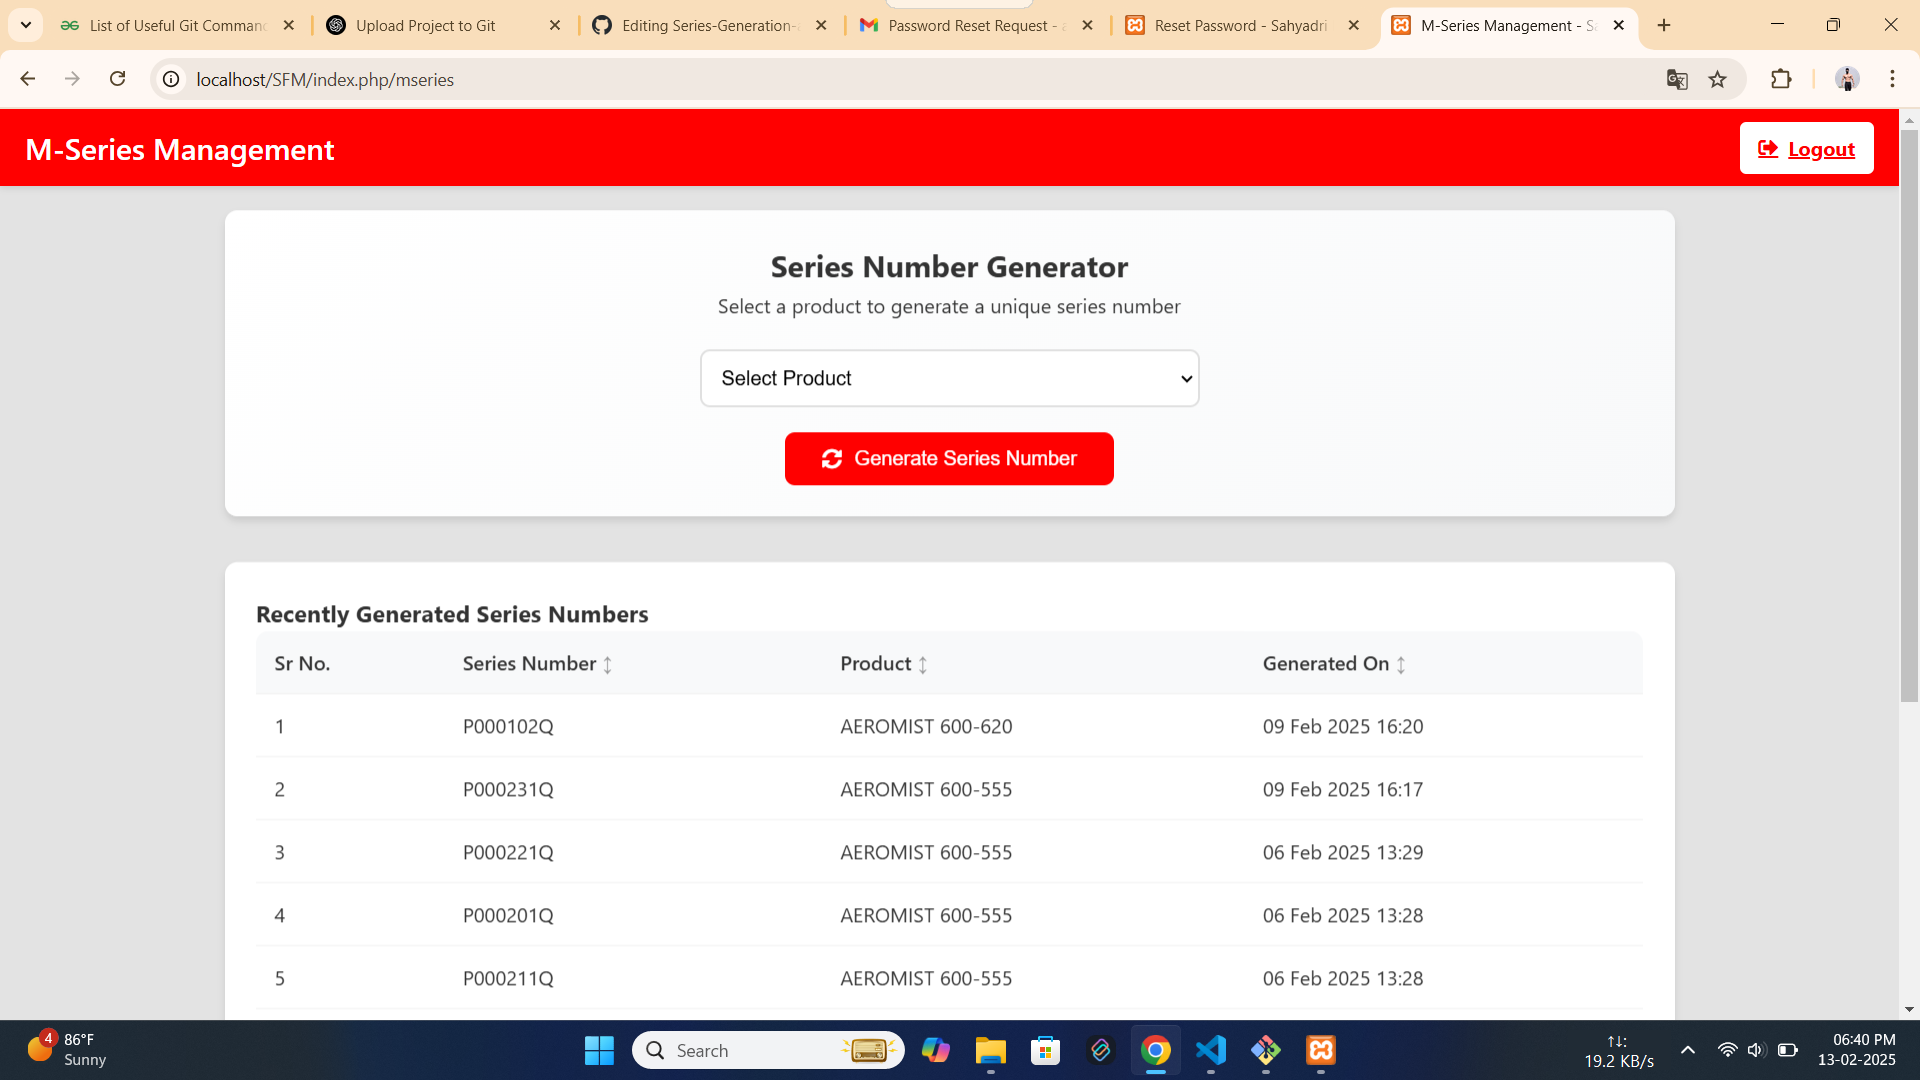 List of Useful Git Comman
Upload Project to Git
Editing Series-Generation-
Password Reset Request -
Reset Password - Sahyadri
M-Series Management - S
localhost/SFM/index.php/mseries
M-Series Management
Logout
Series Number Generator
Select a product to generate a unique series number
Select Product
Generate Series Number
Recently Generated Series Numbers
Sr No. Series Number Product Generated On
1 P000102Q AEROMIST 600-620 09 Feb 2025 16:20
2 P000231Q AEROMIST 600-555 09 Feb 2025 16:17
3 P000221Q AEROMIST 600-555 06 Feb 2025 13:29
4 P000201Q AEROMIST 600-555 06 Feb 2025 13:28
5 P000211Q AEROMIST 600-555 06 Feb 2025 13:28
4
86°F
Sunny
Search
19.2 KB/s
06:40 PM
13-02-2025